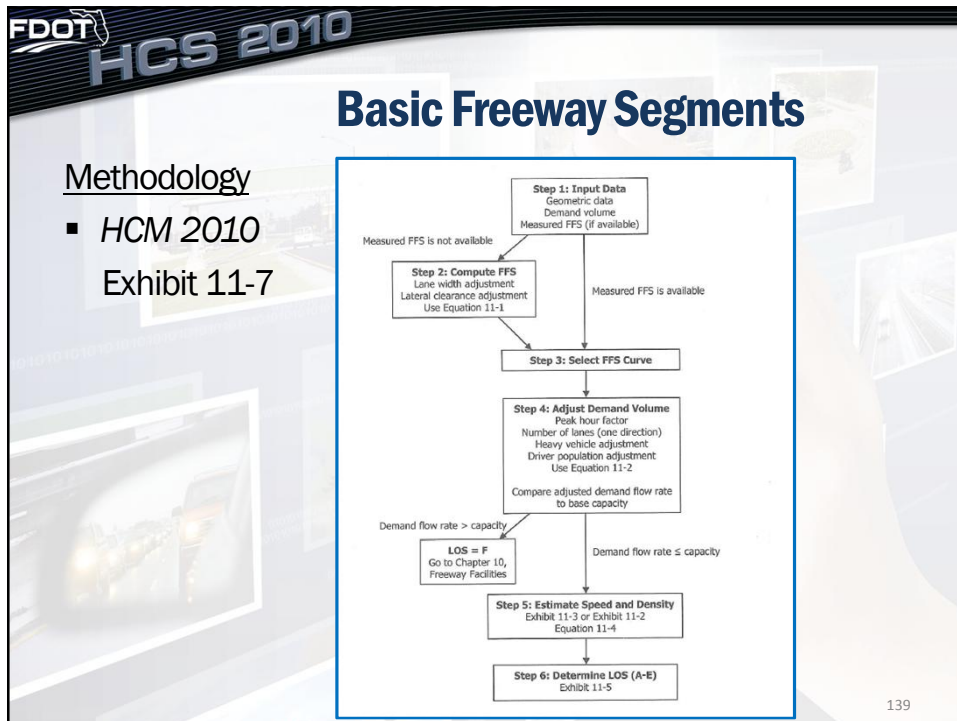 FDOT
HCS 2010
Basic Freeway Segments
Methodology
▪ HCM 2010
Exhibit 11-7
Step 1: Input Data
Geometric data
Demand volume
Measured FFS (if available)
Measured FFS is not available
Step 2: Compute FFS
Lane width adjustment
Lateral clearance adjustment
Use Equation 11-1
Measured FFS is available
Step 3: Select FFS Curve
Step 4: Adjust Demand Volume
Peak hour factor
Number of lanes (one direction)
Heavy vehicle adjustment
Driver population adjustment
Use Equation 11-2
Compare adjusted demand flow rate
to base capacity
Demand flow rate > capacity
LOS = F
Go to Chapter 10,
Freeway Facilities
Demand flow rate ≤ capacity
Step 5: Estimate Speed and Density
Exhibit 11-3 or Exhibit 11-2
Equation 11-4
Step 6: Determine LOS (A-E)
Exhibit 11-5
139